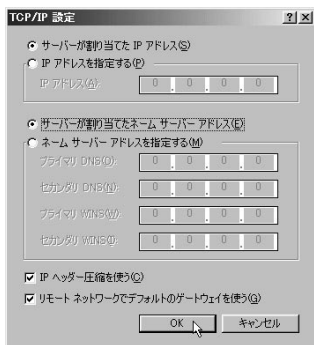 TCP/IP 設定
サーバーが割り当てた IP アドレス(S)
IP アドレスを指定する(P)
IP アドレス(A): 0 . 0 . 0 . 0
サーバーが割り当てたネーム サーバー アドレス(E)
ネーム サーバー アドレスを指定する(M)
プライマリ DNS(D): 0 . 0 . 0 . 0
セカンダリ DNS(N): 0 . 0 . 0 . 0
プライマリ WINS(W): 0 . 0 . 0 . 0
セカンダリ WINS(I): 0 . 0 . 0 . 0
IP ヘッダー圧縮を使う(C)
リモート ネットワークでデフォルトのゲートウェイを使う(G)
OK キャンセル